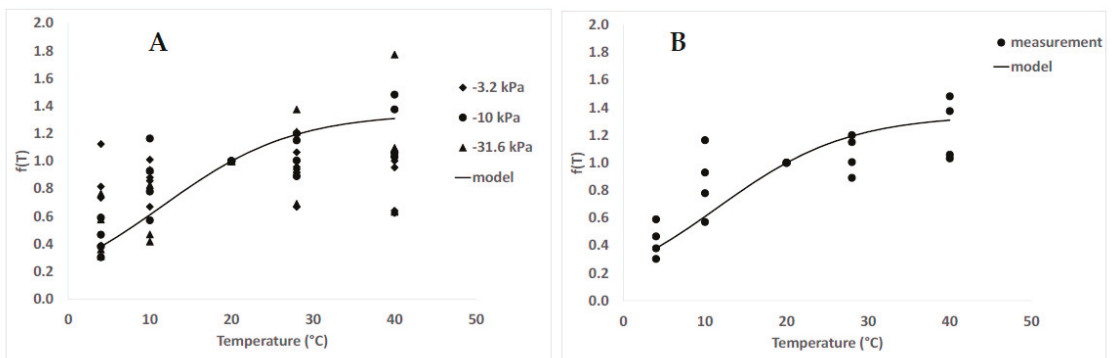 A
2.0
1.8
1.6
1.4
1.2
1.0
0.8
0.6
0.4
0.2
0.0
f(T)
0 10 20 30 40 50
Temperature (°C)
-3.2 kPa
-10 kPa
-31.6 kPa
model
B
2.0
1.8
1.6
1.4
1.2
1.0
0.8
0.6
0.4
0.2
0.0
f(T)
0 10 20 30 40 50
Temperature (°C)
measurement
model